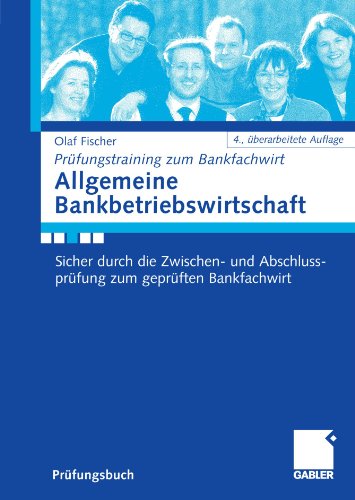 Olaf Fischer
4., überarbeitete Auflage
Prüfungstraining zum Bankfachwirt
Allgemeine
Bankbetriebswirtschaft
Sicher durch die Zwischen- und Abschluss-
prüfung zum geprüften Bankfachwirt
Prüfungsbuch
GABLER